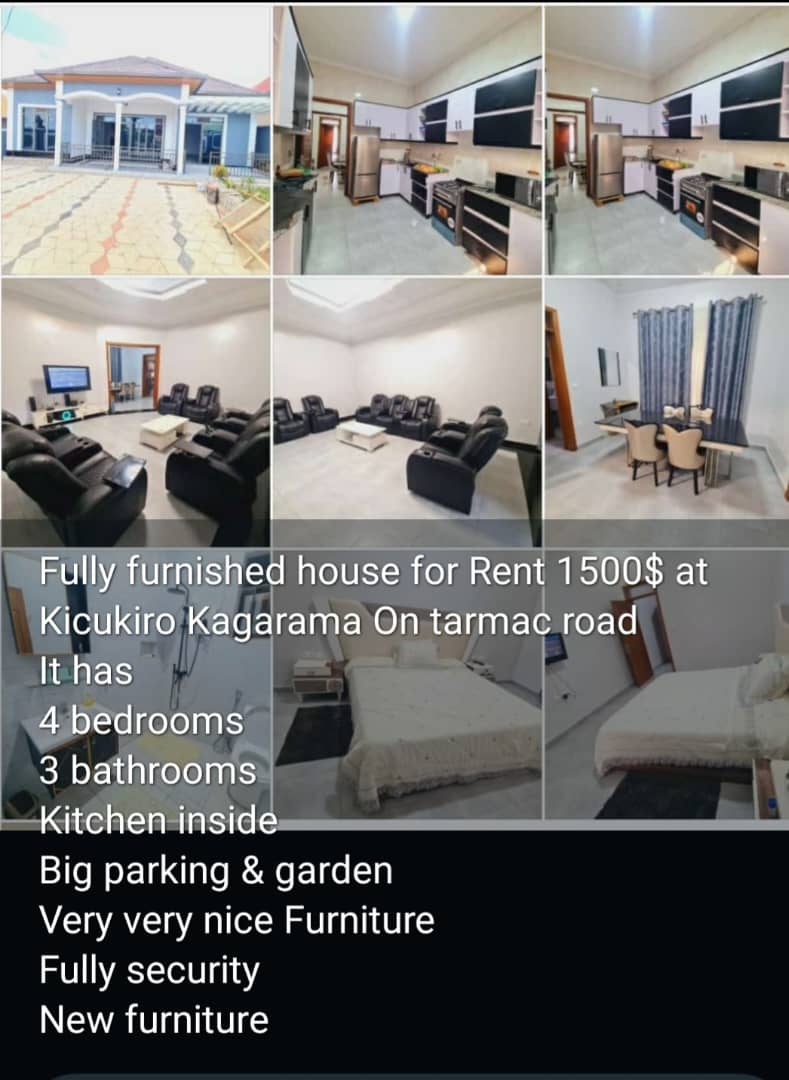 Fully furnished house for Rent 1500$ at
Kicukiro Kagarama On tarmac road
It has
4 bedrooms
3 bathrooms
Kitchen inside
Big parking & garden
Very very nice Furniture
Fully security
New furniture